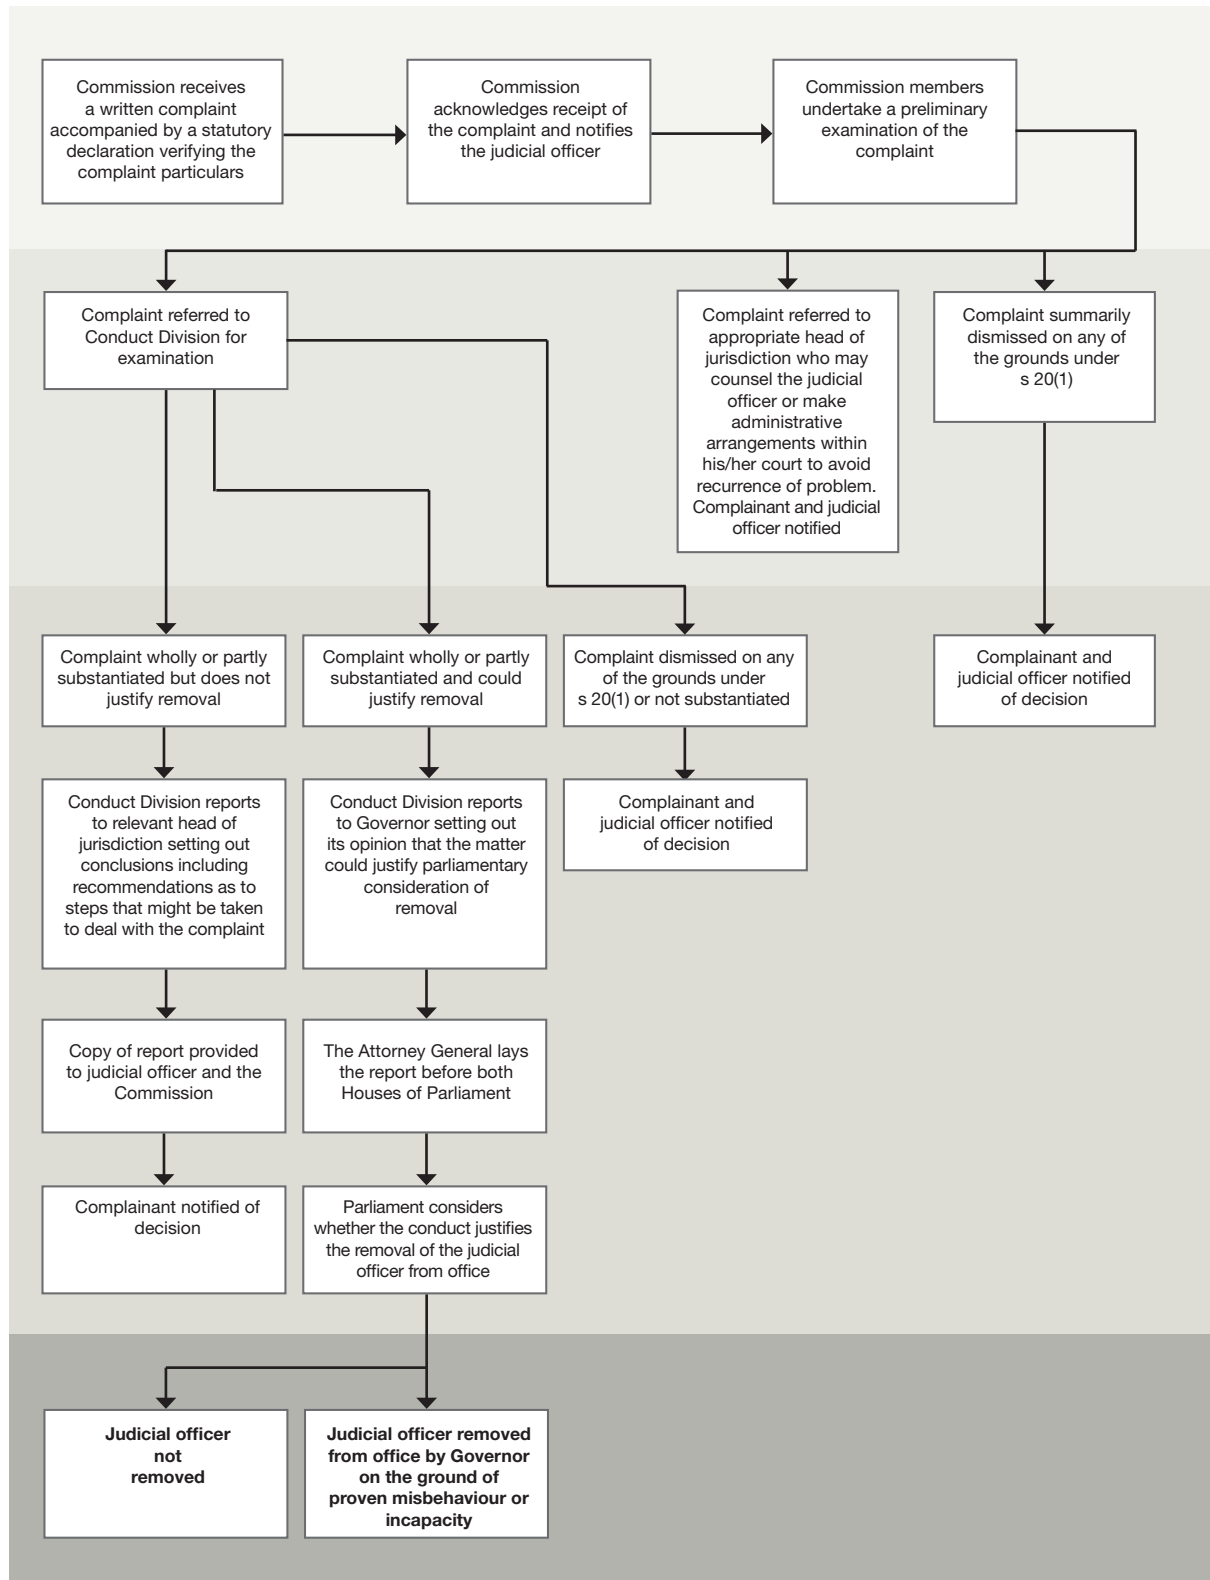 Commission receives
a written complaint
accompanied by a statutory
declaration verifying the
complaint particulars
Commission
acknowledges receipt of
the complaint and notifies
the judicial officer
Commission members
undertake a preliminary
examination of the
complaint
Complaint referred to
Conduct Division for
examination
Complaint referred to
appropriate head of
jurisdiction who may
counsel the judicial
officer or make
administrative
arrangements within
his/her court to avoid
recurrence of problem.
Complainant and judicial
officer notified
Complaint summarily
dismissed on any of
the grounds under
s 20(1)
Complaint wholly or partly
substantiated but does not
justify removal
Complaint wholly or partly
substantiated and could
justify removal
Complaint dismissed on any
of the grounds under
s 20(1) or not substantiated
Complainant and
judicial officer notified
of decision
Conduct Division reports
to relevant head of
jurisdiction setting out
conclusions including
recommendations as to
steps that might be taken
to deal with the complaint
Conduct Division reports
to Governor setting out
its opinion that the matter
could justify parliamentary
consideration of
removal
Complainant and
judicial officer notified
of decision
Copy of report provided
to judicial officer and the
Commission
The Attorney General lays
the report before both
Houses of Parliament
Complainant notified of
decision
Parliament considers
whether the conduct justifies
the removal of the judicial
officer from office
Judicial officer
not
removed
Judicial officer removed
from office by Governor
on the ground of
proven misbehaviour or
incapacity